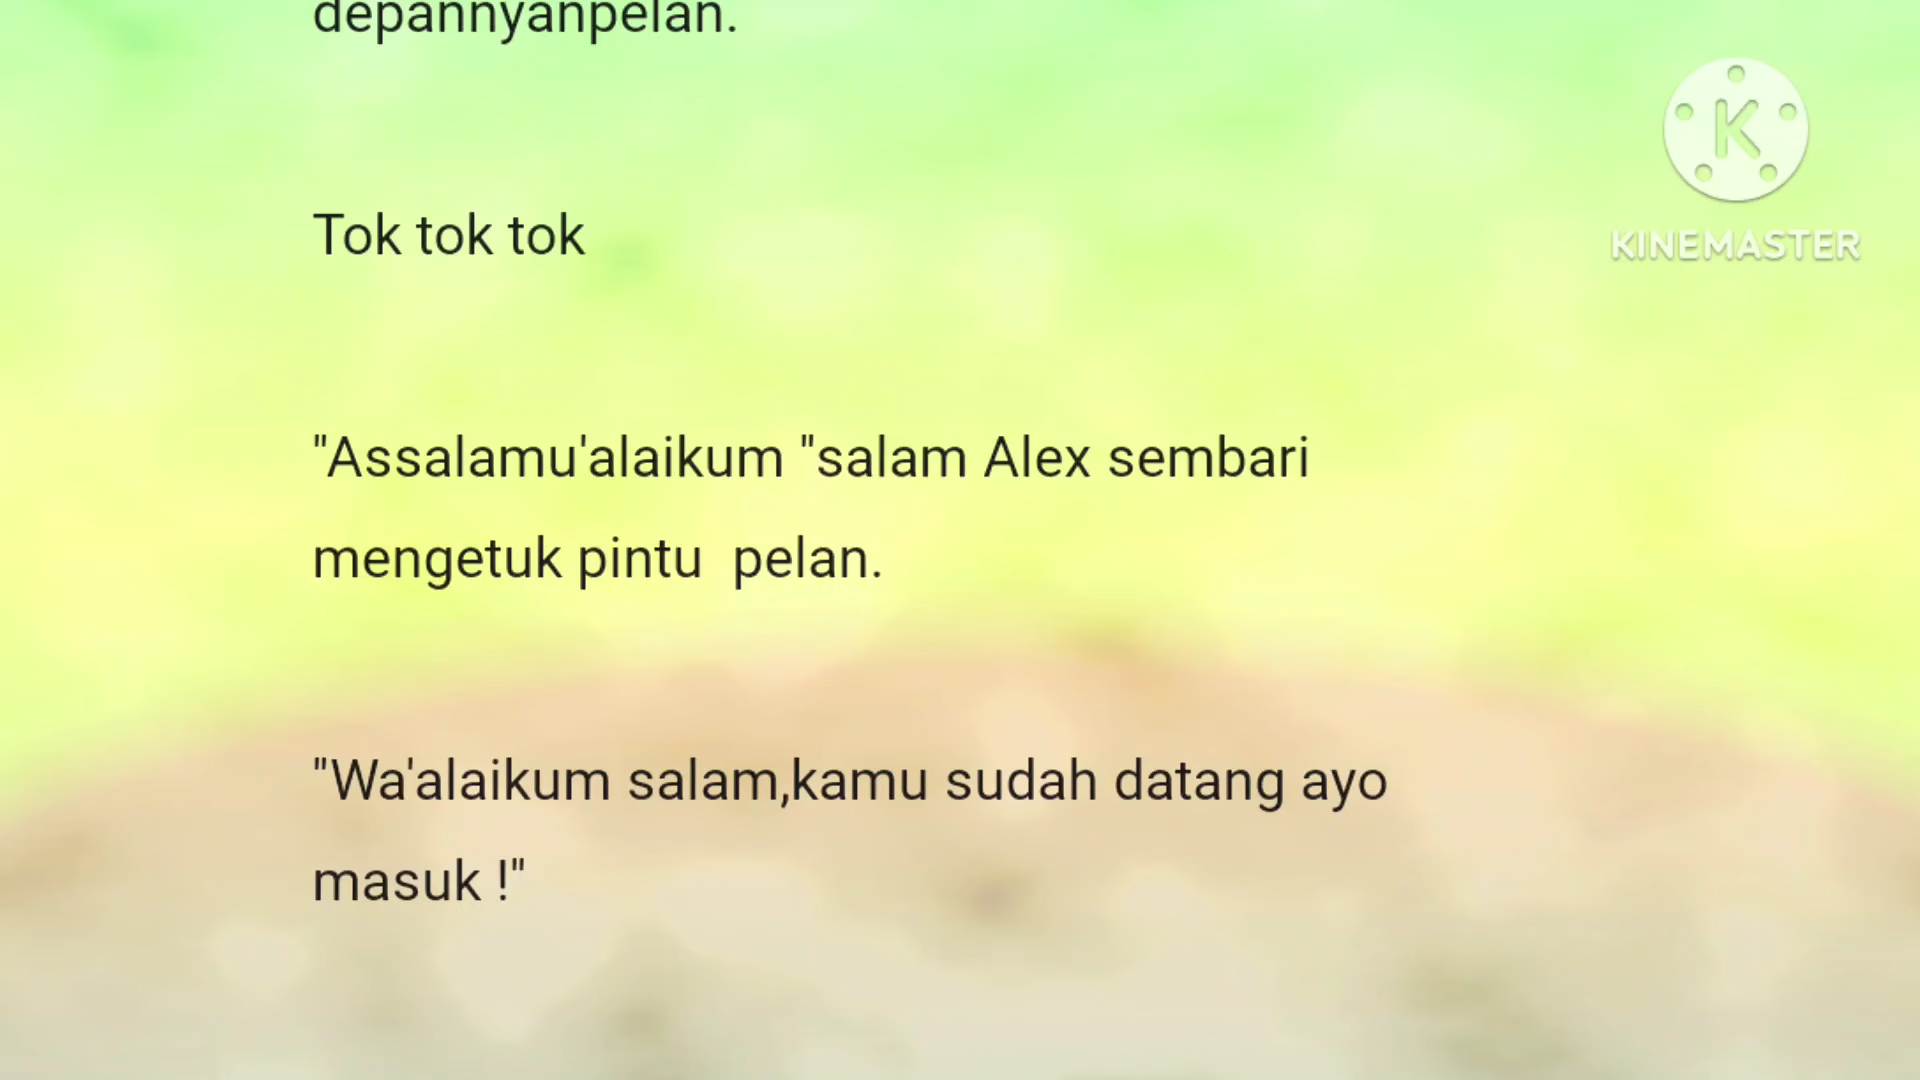 depannyanpelan.
Tok tok tok
"Assalamu'alaikum "salam Alex sembari
mengetuk pintu  pelan.
"Wa'alaikum salam,kamu sudah datang ayo
masuk !"
K
KINEMASTER